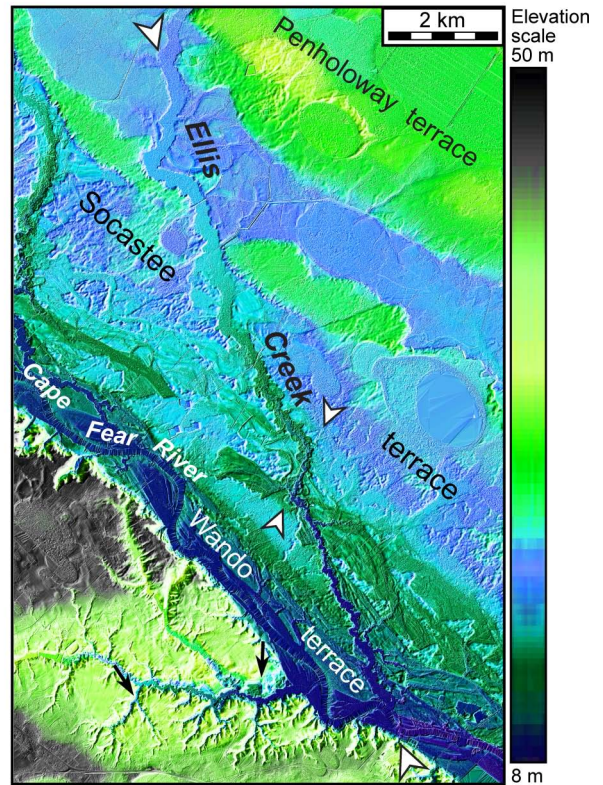 2 km
Elevation
scale
50 m
Penholoway terrace
Ellis
Socastee
Creek
terrace
Cape
Fear
River
Wando
terrace
8 m